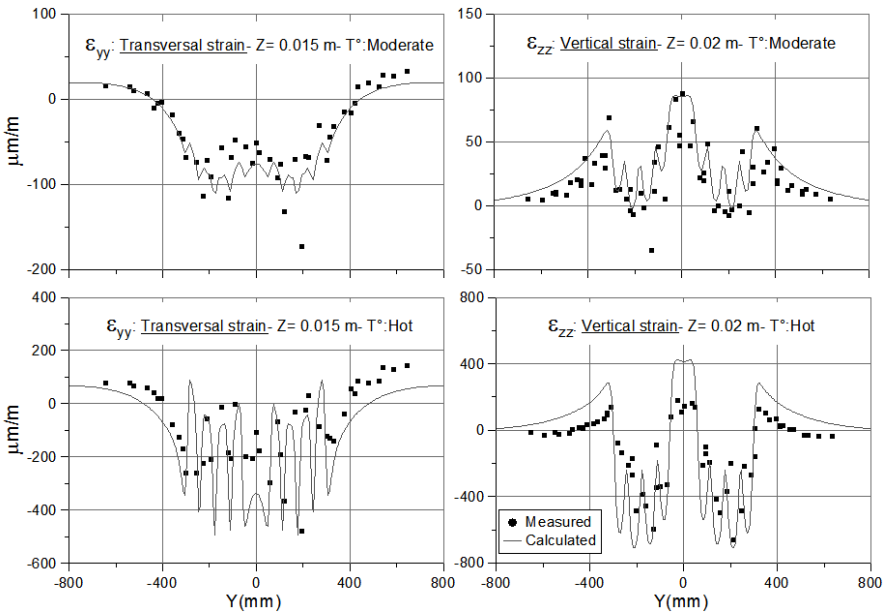 εyy: Transversal strain- Z= 0.015 m- T°:Moderate
εzz: Vertical strain- Z= 0.02 m- T°:Moderate
100
0
-100
-200
μm/m
150
100
50
0
50
εyy: Transversal strain- Z= 0.015 m- T°:Hot
εzz: Vertical strain- Z= 0.02 m- T°:Hot
400
200
0
-200
-400
-600
μm/m
800
400
0
-400
-800
Measured
Calculated
-800 -400 0 400 800
-800 -400 0 400 800
Y(mm)
Y(mm)